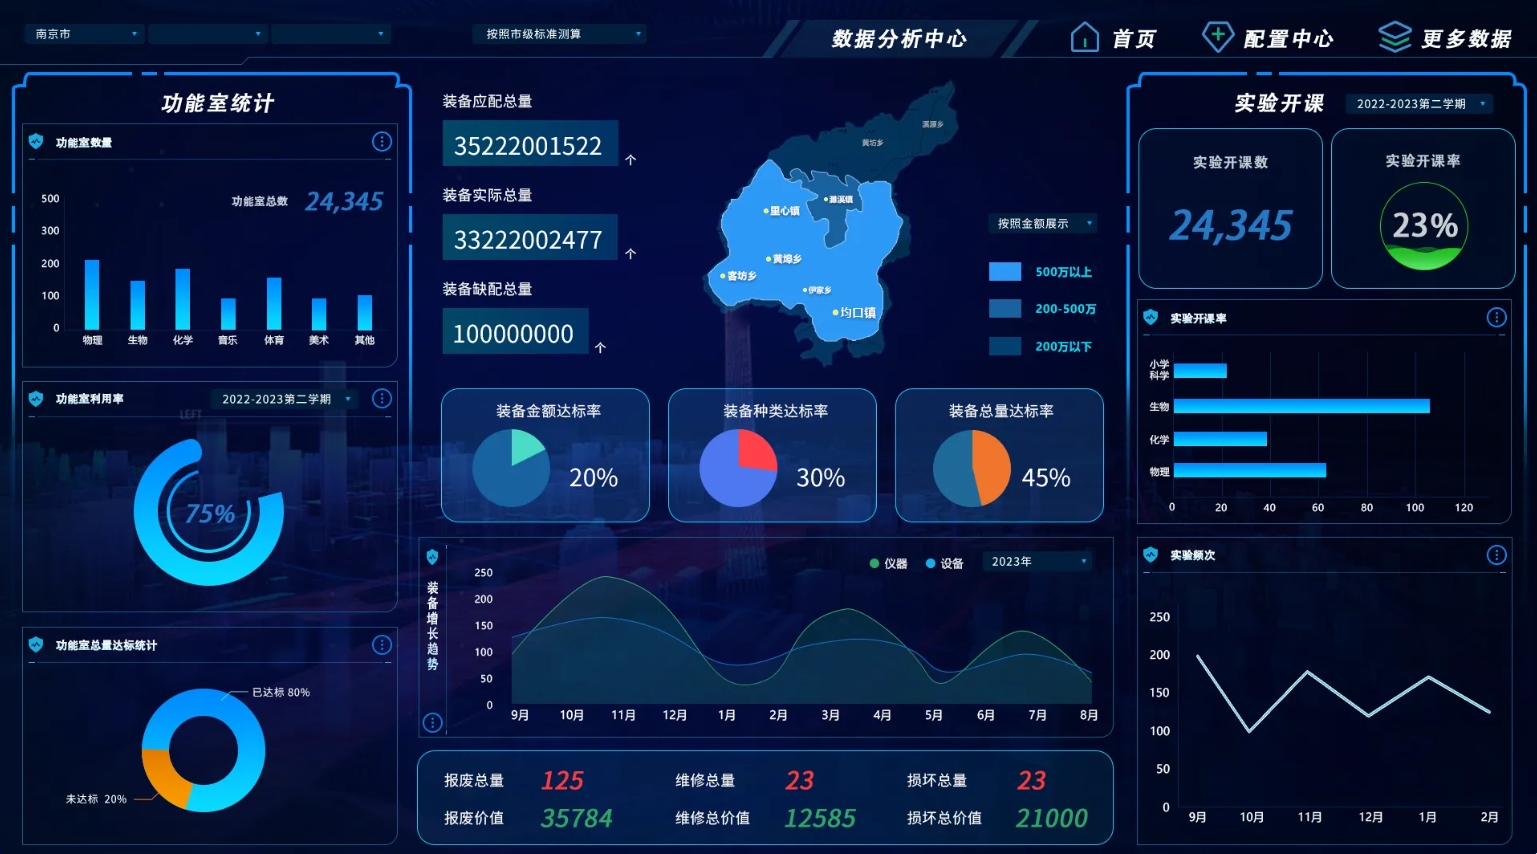 南京市
按照市级标准测算
数据分析中心
首页
配置中心
更多数据
功能室统计
功能室数量
功能室总数 24,345
500
300
200
100
0
物理 生物 化学 音乐 体育 美术 其他
功能室利用率
2022-2023第二学期
LEFT
75%
功能室总量达标统计
已达标 80%
未达标 20%
装备应配总量
35222001522 个
装备实际总量
33222002477 个
装备缺配总量
100000000 个
溪源乡
黄坊乡
濉溪镇
里心镇
黄埠乡
客坊乡
伊家乡
均口镇
按照金额展示
500万以上
200-500万
200万以下
装备金额达标率
20%
装备种类达标率
30%
装备总量达标率
45%
装备增长趋势
仪器 设备
2023年
250
200
150
100
50
0
9月 10月 11月 12月 1月 2月 3月 4月 5月 6月 7月 8月
报废总量 125
维修总量 23
损坏总量 23
报废价值 35784
维修总价值 12585
损坏总价值 21000
实验开课
2022-2023第二学期
实验开课数
24,345
实验开课率
23%
实验开课率
小学
科学
生物
化学
物理
0 20 40 60 80 100 120
实验频次
250
200
150
100
50
0
9月 10月 11月 12月 1月 2月